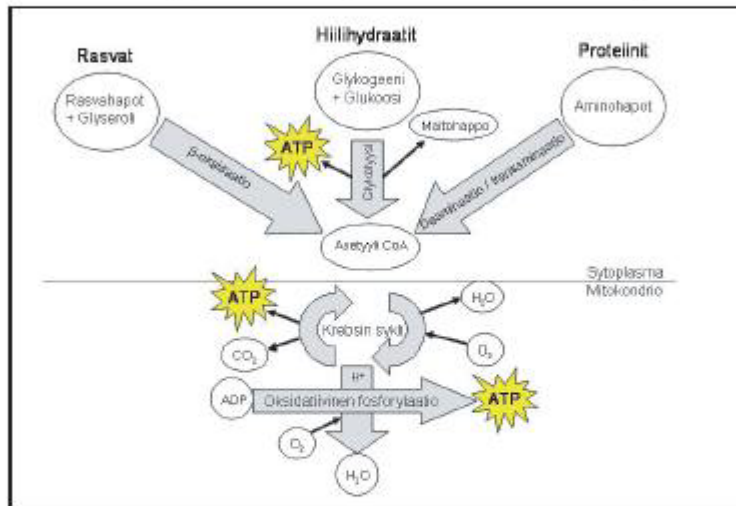 Rasvat
Hiilihydraatit
Proteiinit
Rasvahapot
+ Glyseroli
Glykogeeni
+ Glukoosi
Maitohappo
Aminohapot
ATP
β-oksidaatio
Glykolyysi
Deaminaatio / transaminaatio
Asetyyli CoA
Sytoplasma
Mitokondrio
ATP
H₂O
Krebsin sykli
CO₂
O₂
H+
ADP
Oksidatiivinen fosforylaatio
ATP
O₂
H₂O